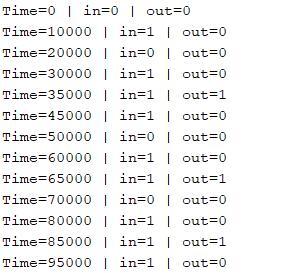 Time=0 | in=0 | out=0
Time=10000 | in=1 | out=0
Time=20000 | in=0 | out=0
Time=30000 | in=1 | out=0
Time=35000 | in=1 | out=1
Time=45000 | in=1 | out=0
Time=50000 | in=0 | out=0
Time=60000 | in=1 | out=0
Time=65000 | in=1 | out=1
Time=70000 | in=0 | out=0
Time=80000 | in=1 | out=0
Time=85000 | in=1 | out=1
Time=95000 | in=1 | out=0